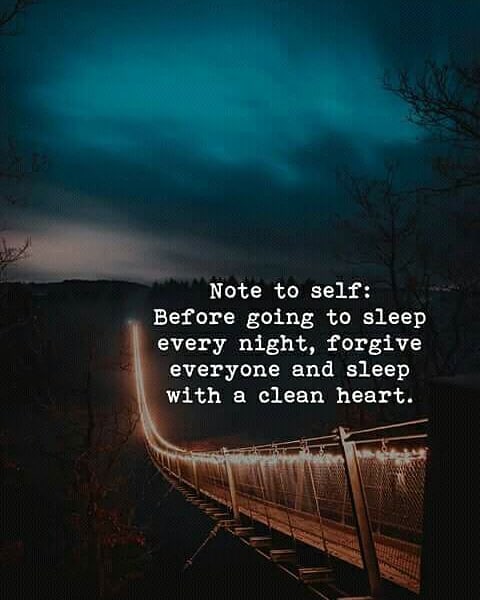 Note to self:
Before going to sleep
every night, forgive
everyone and sleep
with a clean heart.